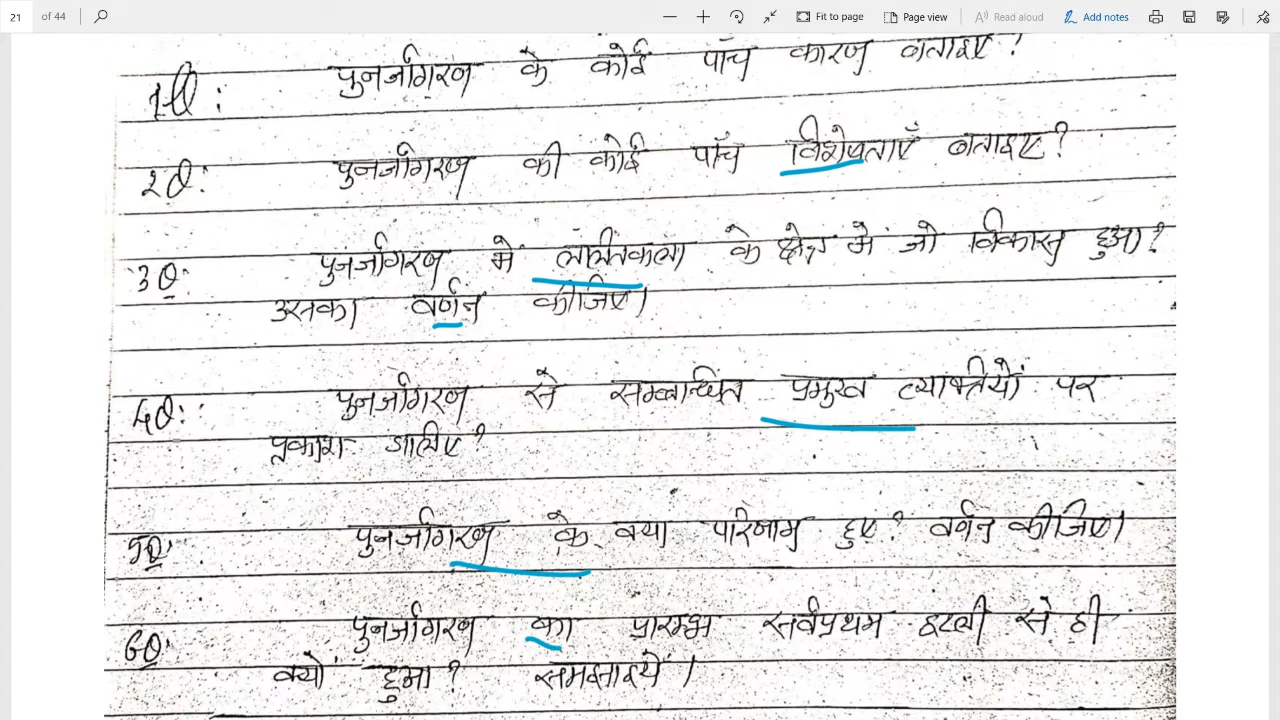 21 of 44 Fit to page Page view Read aloud Add notes
1Q: पुनर्जागरण के कोई पाँच कारण बताइए?
2Q: पुनर्जागरण की कोई पाँच विशेषताएँ बताइए?
3Q: पुनर्जागरण में ललितकला के क्षेत्र में जो विकास हुआ?
उसका वर्णन कीजिए।
4Q: पुनर्जागरण से सम्बन्धित प्रमुख व्यक्तियों पर
प्रकाश डालिए?
5Q: पुनर्जागरण के क्या परिणाम हुए? वर्णन कीजिए।
6Q: पुनर्जागरण का प्रारम्भ सर्वप्रथम इटली से ही
क्यों हुआ? समझाइये।